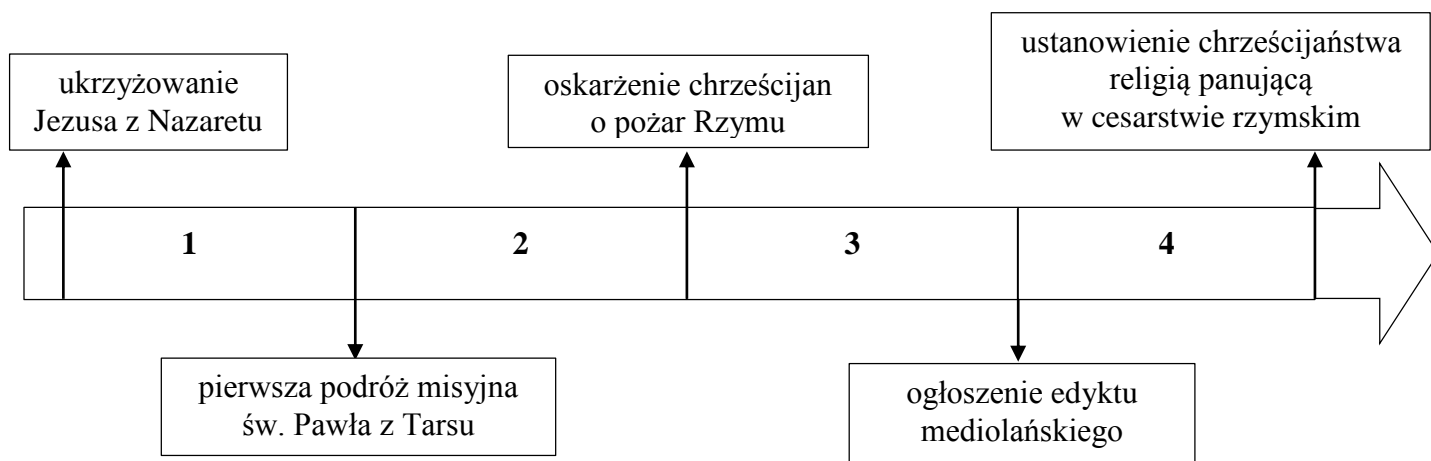 ukrzyżowanie
Jezusa z Nazaretu
oskarżenie chrześcijan
o pożar Rzymu
ustanowienie chrześcijaństwa
religią panującą
w cesarstwie rzymskim
1
2
3
4
pierwsza podróż misyjna
św. Pawła z Tarsu
ogłoszenie edyktu
mediolańskiego